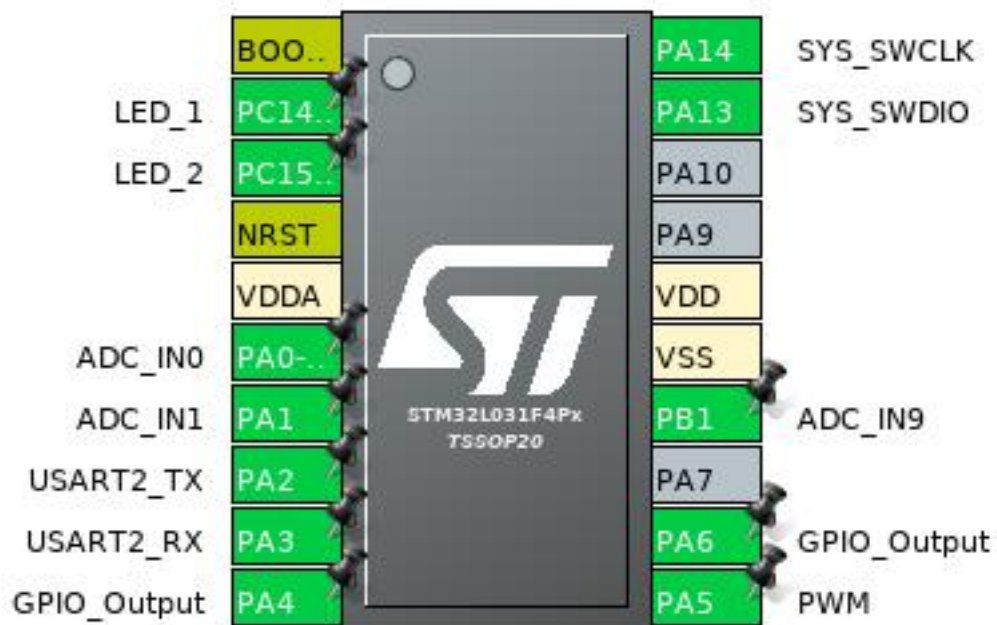 BOO.. PA14 SYS_SWCLK
LED_1 PC14.. PA13 SYS_SWDIO
LED_2 PC15.. PA10
NRST PA9
VDDA VDD
ADC_IN0 PA0-.. VSS
ADC_IN1 PA1 STM32L031F4Px PB1 ADC_IN9
TSSOP20
USART2_TX PA2 PA7
USART2_RX PA3 PA6 GPIO_Output
GPIO_Output PA4 PA5 PWM